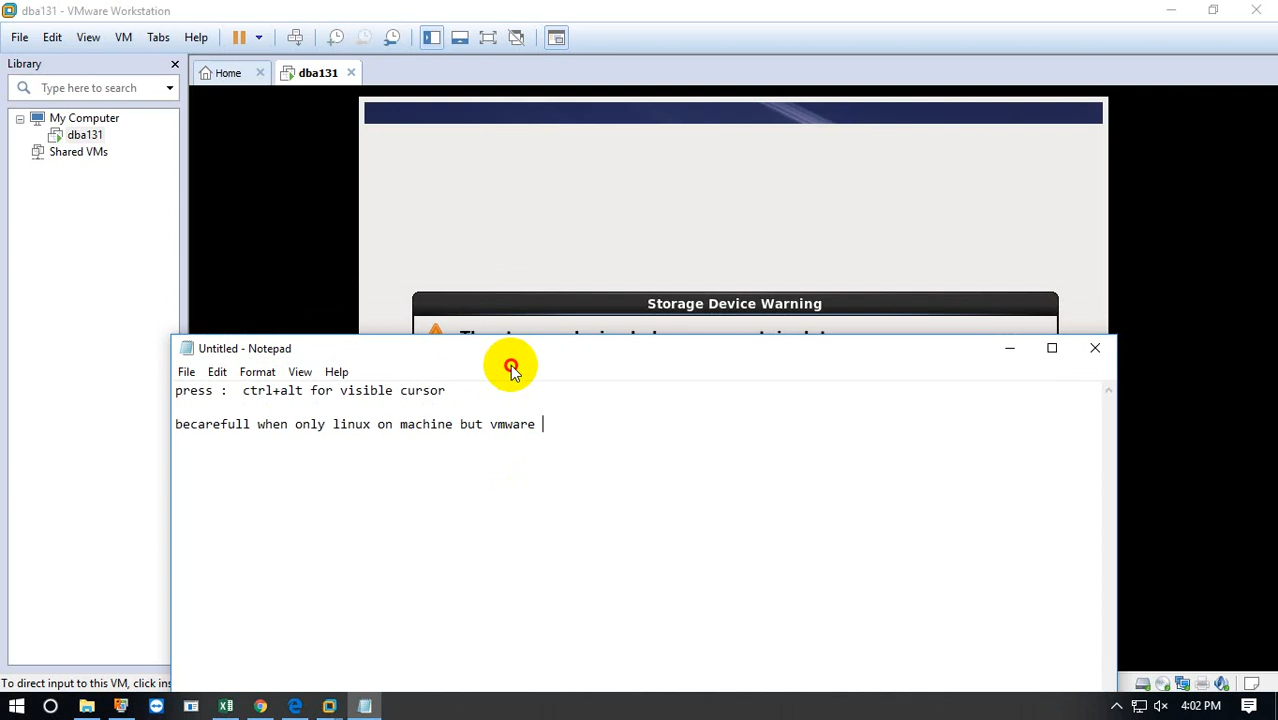 dba131 - VMware Workstation
File Edit View VM Tabs Help
Library
Type here to search
My Computer
dba131
Shared VMs
Home
dba131
Storage Device Warning
Untitled - Notepad
File Edit Format View Help
press :  ctrl+alt for visible cursor
becarefull when only linux on machine but vmware
To direct input to this VM, click ins
4:02 PM